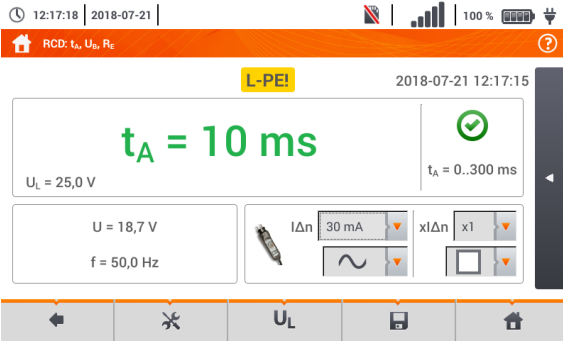 12:17:18 2018-07-21 100 %
RCD: tA, UB, RE ?
L-PE! 2018-07-21 12:17:15
tA = 10 ms
tA = 0..300 ms
UL = 25,0 V
U = 18,7 V
f = 50,0 Hz
IΔn 30 mA xIΔn x1
UL